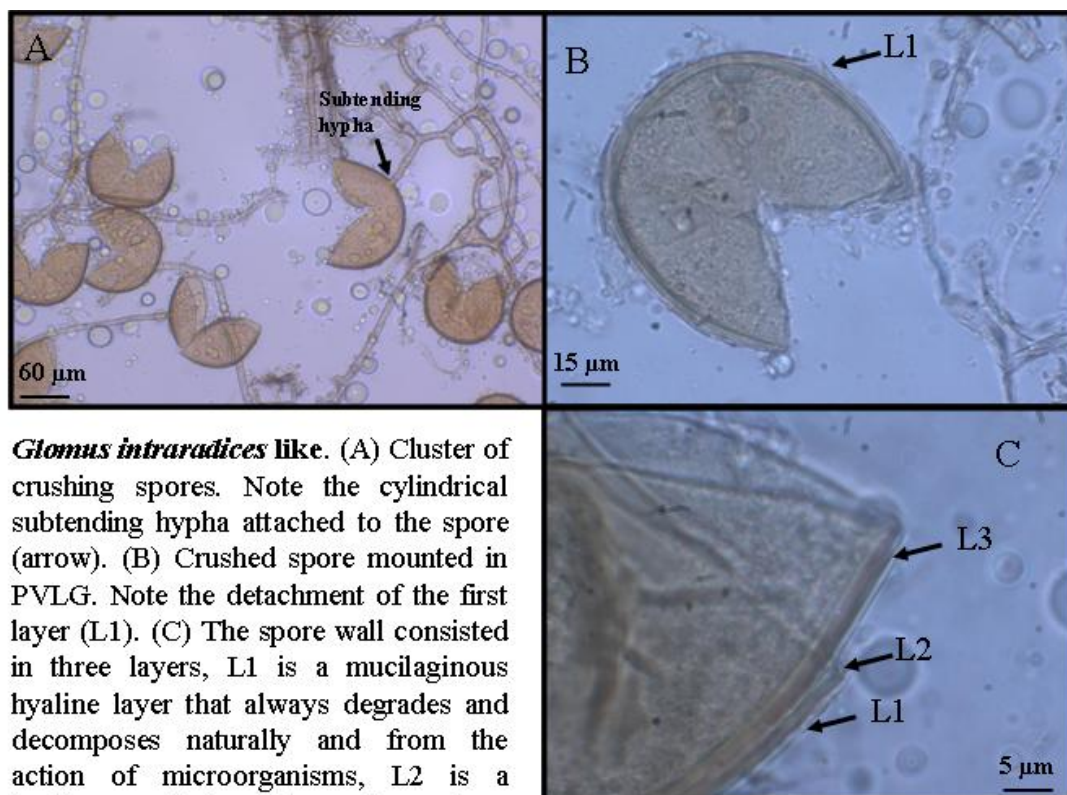 A
Subtending
hypha
60 µm
B
L1
15 µm
Glomus intraradices like. (A) Cluster of
crushing spores. Note the cylindrical
subtending hypha attached to the spore
(arrow). (B) Crushed spore mounted in
PVLG. Note the detachment of the first
layer (L1). (C) The spore wall consisted
in three layers, L1 is a mucilaginous
hyaline layer that always degrades and
decomposes naturally and from the
action of microorganisms, L2 is a
C
L3
L2
L1
5 µm